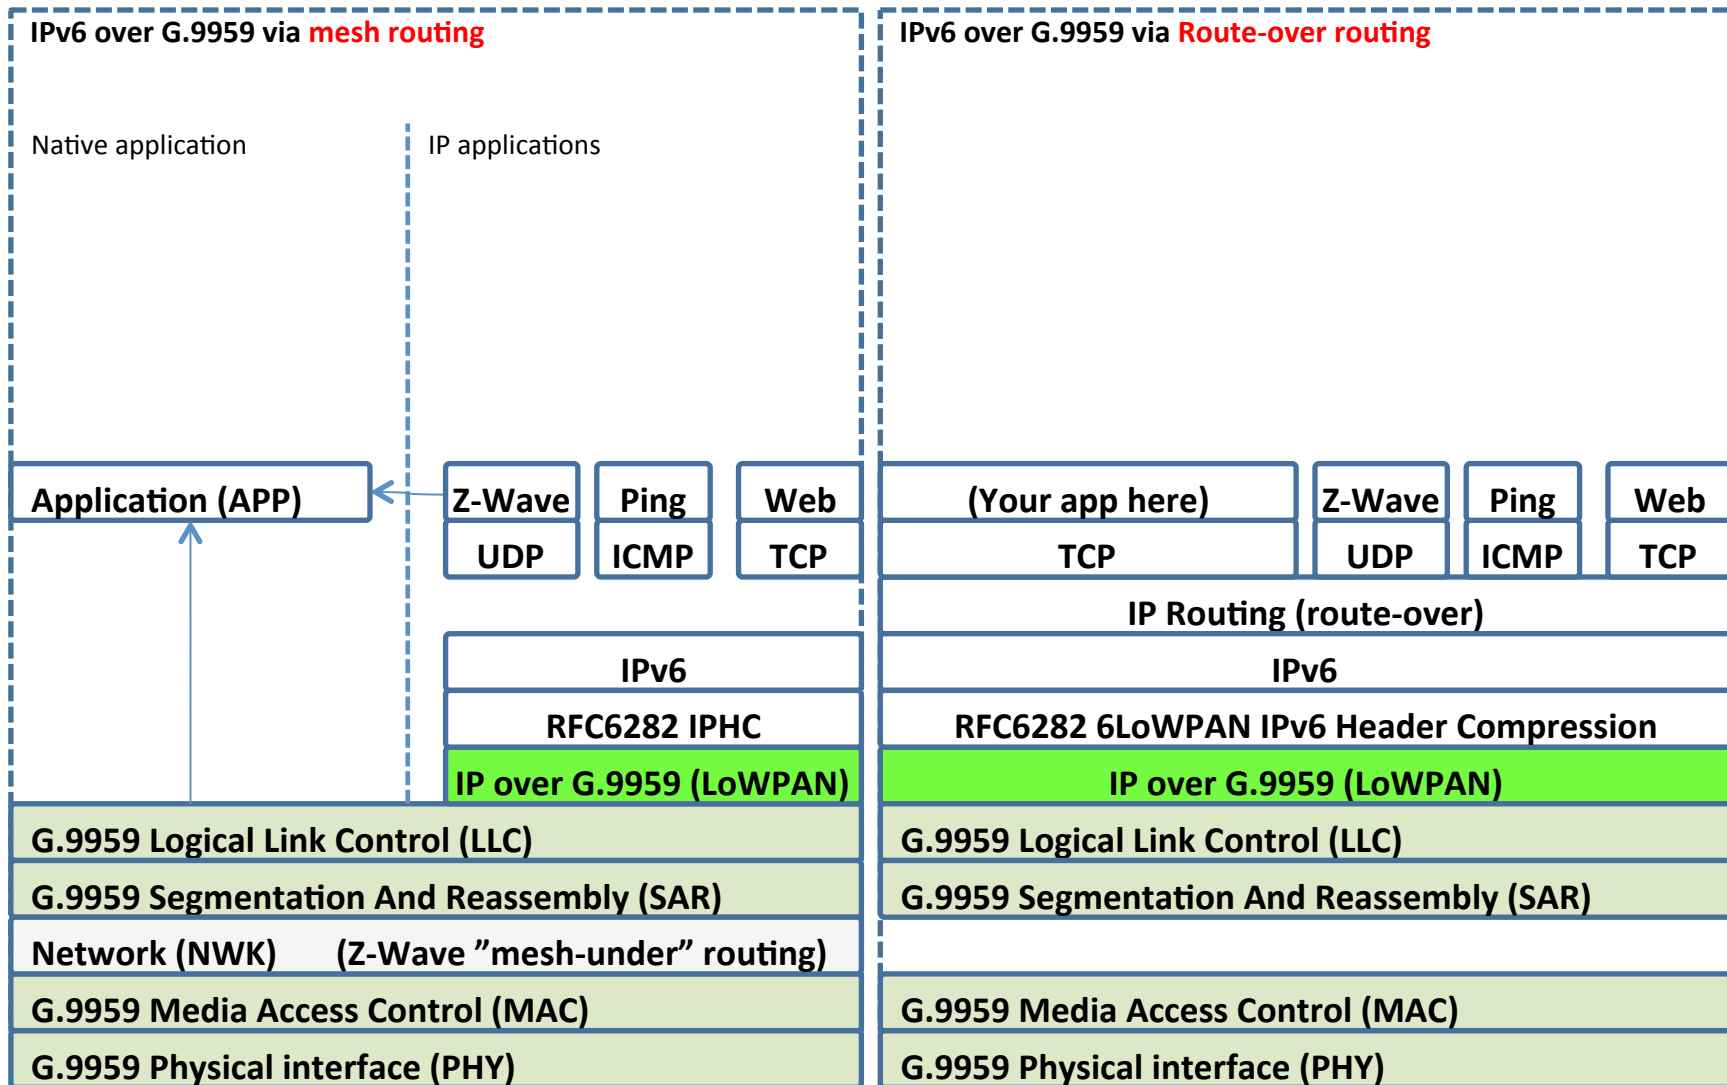 IPv6 over G.9959 via mesh routing
Native application
IP applications
Application (APP)
Z-Wave
Ping
Web
UDP
ICMP
TCP
IPv6
RFC6282 IPHC
IP over G.9959 (LoWPAN)
G.9959 Logical Link Control (LLC)
G.9959 Segmentation And Reassembly (SAR)
Network (NWK) (Z-Wave ”mesh-under” routing)
G.9959 Media Access Control (MAC)
G.9959 Physical interface (PHY)
IPv6 over G.9959 via Route-over routing
(Your app here)
Z-Wave
Ping
Web
TCP
UDP
ICMP
TCP
IP Routing (route-over)
IPv6
RFC6282 6LoWPAN IPv6 Header Compression
IP over G.9959 (LoWPAN)
G.9959 Logical Link Control (LLC)
G.9959 Segmentation And Reassembly (SAR)
G.9959 Media Access Control (MAC)
G.9959 Physical interface (PHY)